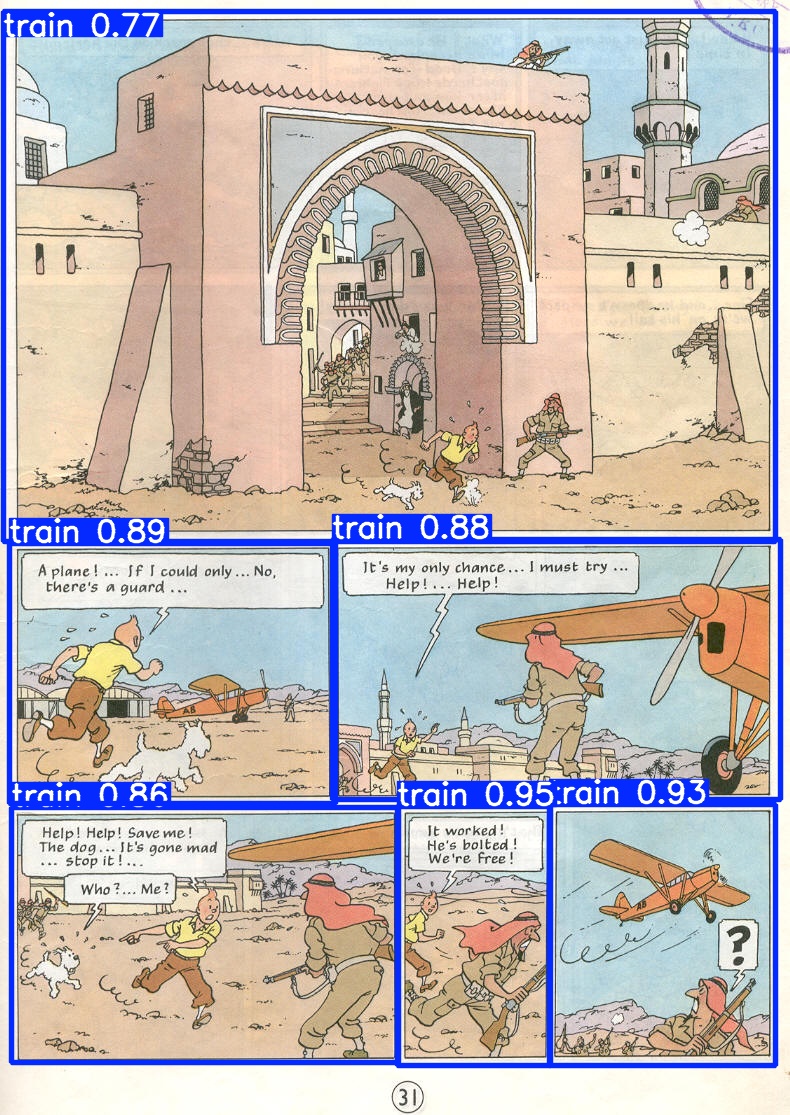 train 0.77
train 0.89
train 0.88
A plane!... If I could only... No,
there's a guard...
It's my only chance... I must try...
Help!... Help!
AB
train 0.86
train 0.95
rain 0.93
Help! Help! Save me!
The dog... It's gone mad
... stop it!...
Who?... Me?
It worked!
He's bolted!
We're free!
AB
?
31